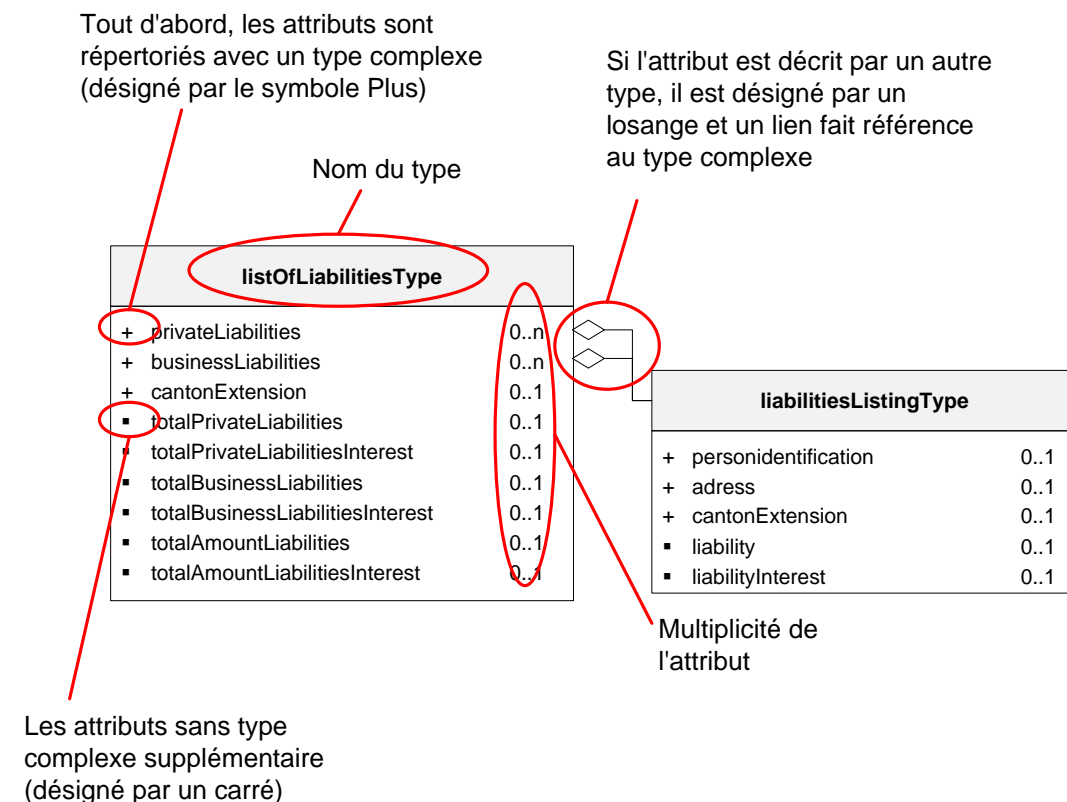 Tout d'abord, les attributs sont
répertoriés avec un type complexe
(désigné par le symbole Plus)
Si l'attribut est décrit par un autre
type, il est désigné par un
losange et un lien fait référence
au type complexe
Nom du type
listOfLiabilitiesType
+ privateLiabilities 0..n
+ businessLiabilities 0..n
+ cantonExtension 0..1
▪ totalPrivateLiabilities 0..1
▪ totalPrivateLiabilitiesInterest 0..1
▪ totalBusinessLiabilities 0..1
▪ totalBusinessLiabilitiesInterest 0..1
▪ totalAmountLiabilities 0..1
▪ totalAmountLiabilitiesInterest 0..1
liabilitiesListingType
+ personidentification 0..1
+ adress 0..1
+ cantonExtension 0..1
▪ liability 0..1
▪ liabilityInterest 0..1
Multiplicité de
l'attribut
Les attributs sans type
complexe supplémentaire
(désigné par un carré)